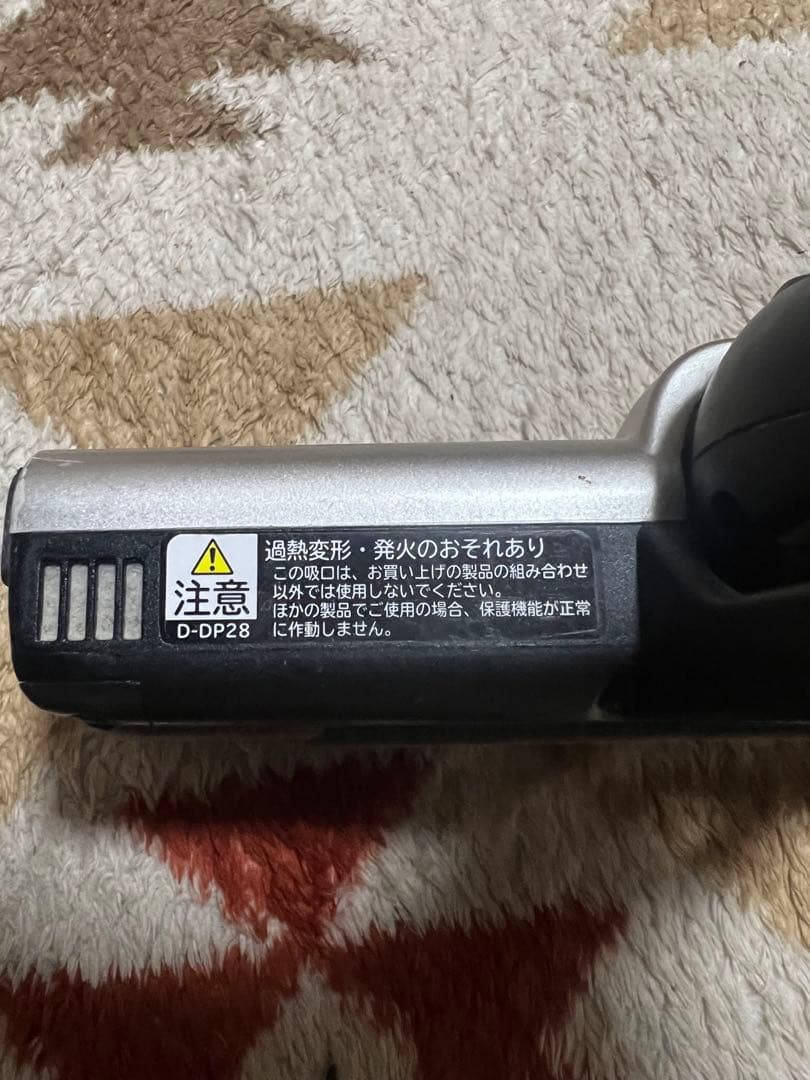 注意
D-DP28
過熱変形・発火のおそれあり
この吸口は、お買い上げの製品の組み合わせ
以外では使用しないでください。
ほかの製品でご使用の場合、保護機能が正常
に作動しません。